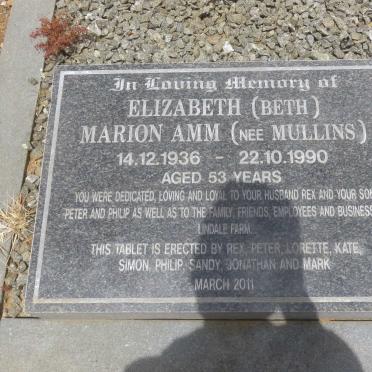 In Loving Memory of
ELIZABETH (BETH)
MARION AMM (NEE MULLINS)
14.12.1936 - 22.10.1990
AGED 53 YEARS
YOU WERE DEDICATED, LOVING AND LOYAL TO YOUR HUSBAND REX AND YOUR SON
PETER AND PHILIP AS WELL AS TO THE FAMILY, FRIENDS, EMPLOYEES AND BUSINESS
LINDALE FARM.
THIS TABLET IS ERECTED BY REX, PETER, LORETTE, KATE,
SIMON, PHILIP, SANDY, JONATHAN AND MARK
MARCH 2011